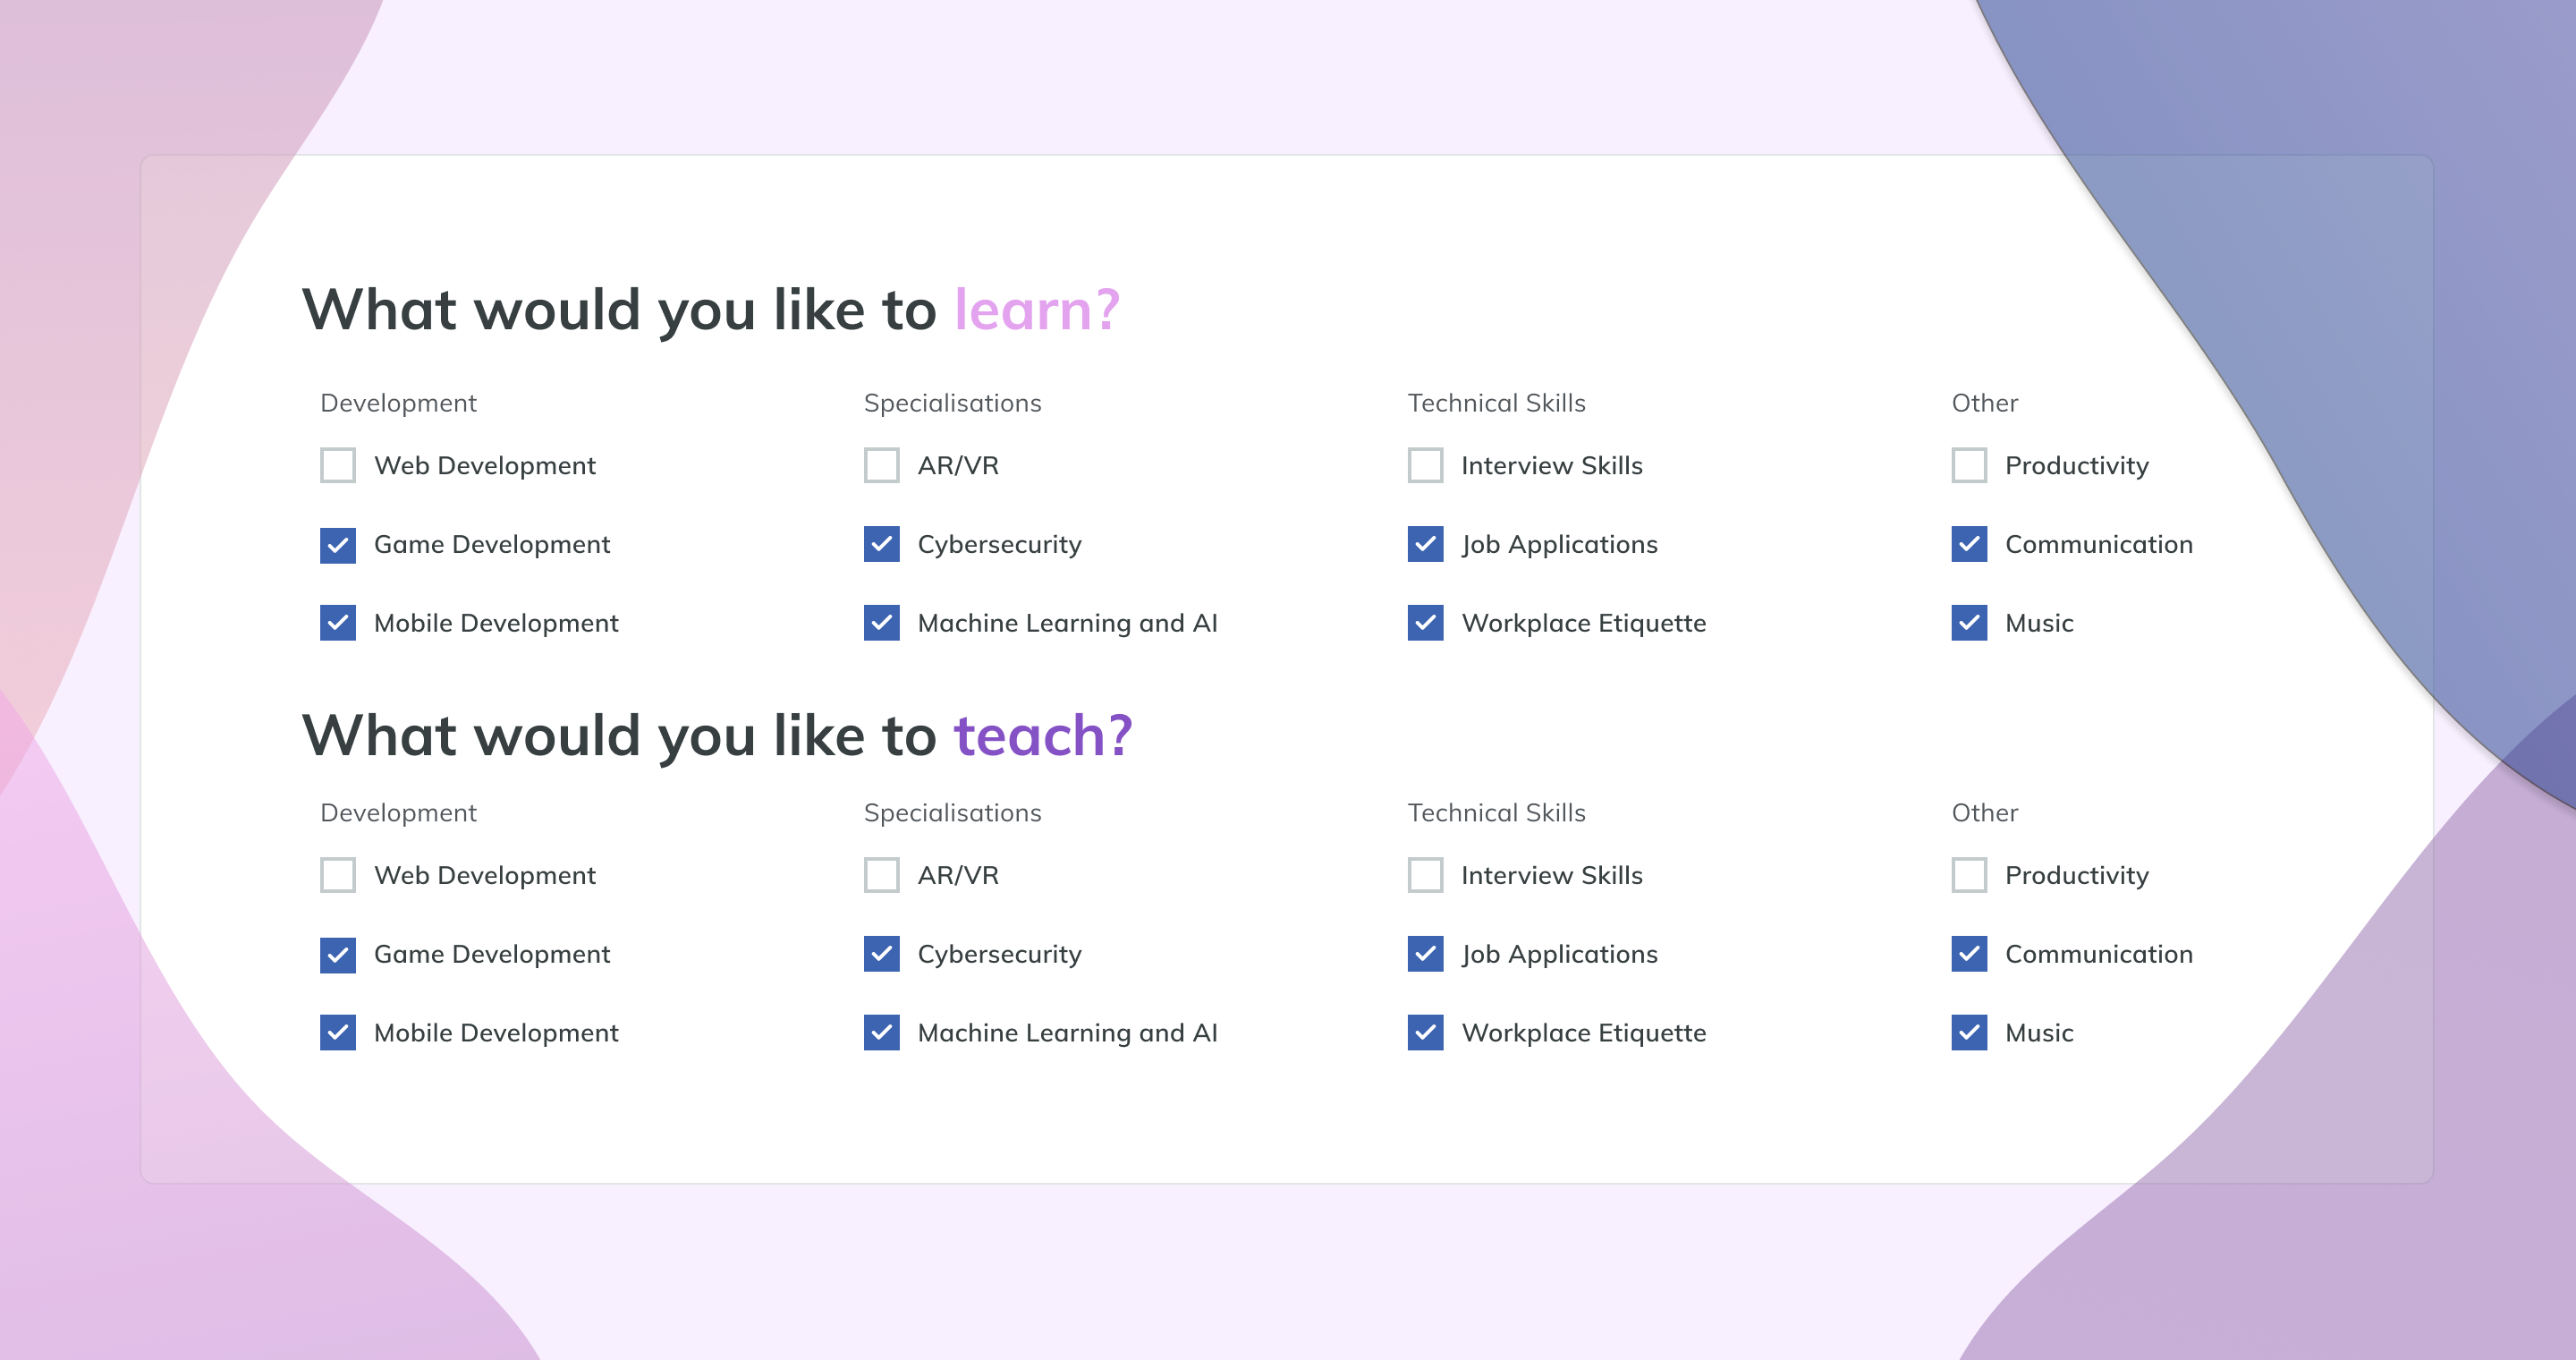 What would you like to learn?
Development Specialisations Technical Skills Other
Web Development AR/VR Interview Skills Productivity
Game Development Cybersecurity Job Applications Communication
Mobile Development Machine Learning and AI Workplace Etiquette Music
What would you like to teach?
Development Specialisations Technical Skills Other
Web Development AR/VR Interview Skills Productivity
Game Development Cybersecurity Job Applications Communication
Mobile Development Machine Learning and AI Workplace Etiquette Music